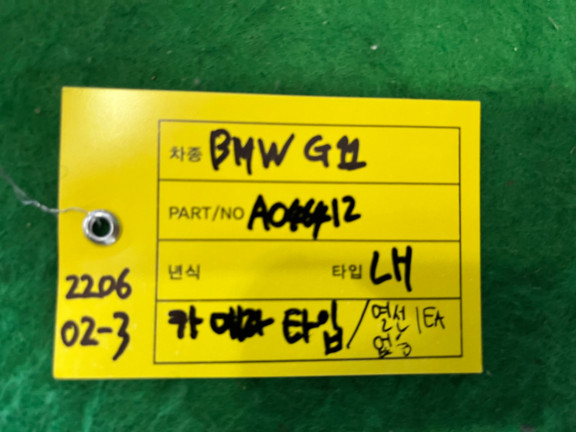 차종 BMW G11
PART/NO A044412
년식 타입 LH
카메라 타입 / 열선 없음 1EA
2206
02-3